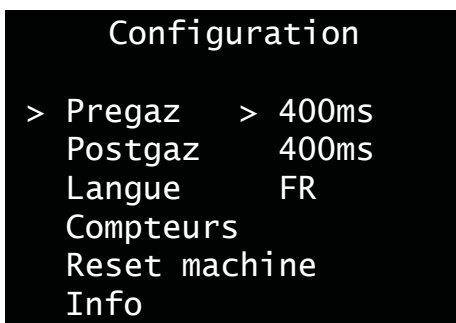 Configuration
> Pregaz > 400ms
Postgaz 400ms
Langue FR
Compteurs
Reset machine
Info